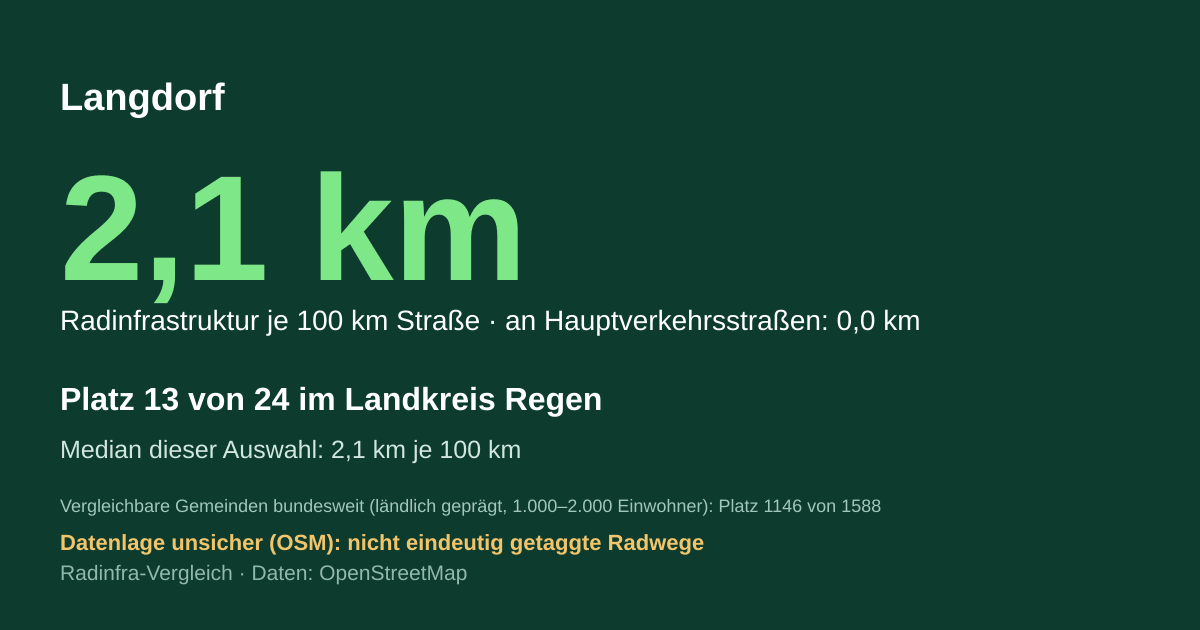 Langdorf
2,1 km
Radinfrastruktur je 100 km Straße · an Hauptverkehrsstraßen: 0,0 km
Platz 13 von 24 im Landkreis Regen
Median dieser Auswahl: 2,1 km je 100 km
Vergleichbare Gemeinden bundesweit (ländlich geprägt, 1.000–2.000 Einwohner): Platz 1146 von 1588
Datenlage unsicher (OSM): nicht eindeutig getaggte Radwege
Radinfra-Vergleich · Daten: OpenStreetMap